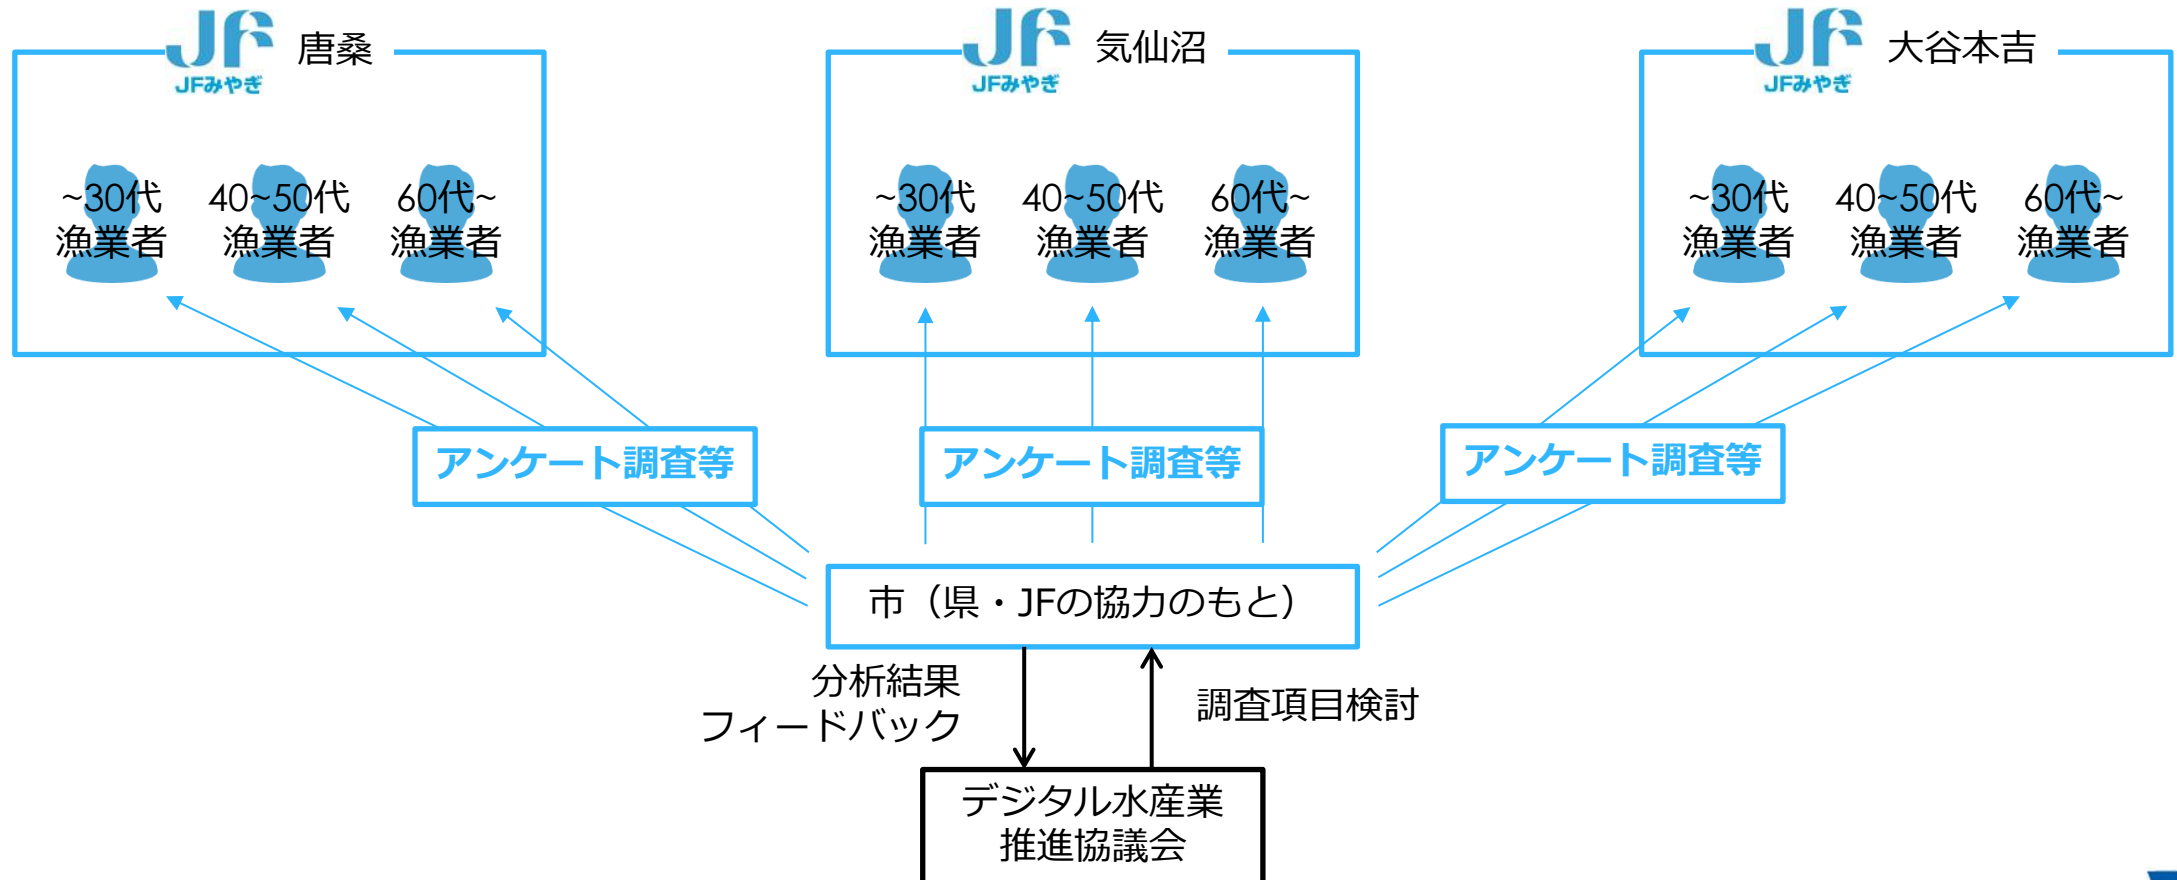 JF 唐桑
JFみやぎ
~30代
漁業者
40~50代
漁業者
60代~
漁業者
JF 気仙沼
JFみやぎ
~30代
漁業者
40~50代
漁業者
60代~
漁業者
JF 大谷本吉
JFみやぎ
~30代
漁業者
40~50代
漁業者
60代~
漁業者
アンケート調査等
アンケート調査等
アンケート調査等
市（県・JFの協力のもと）
分析結果
フィードバック
調査項目検討
デジタル水産業
推進協議会